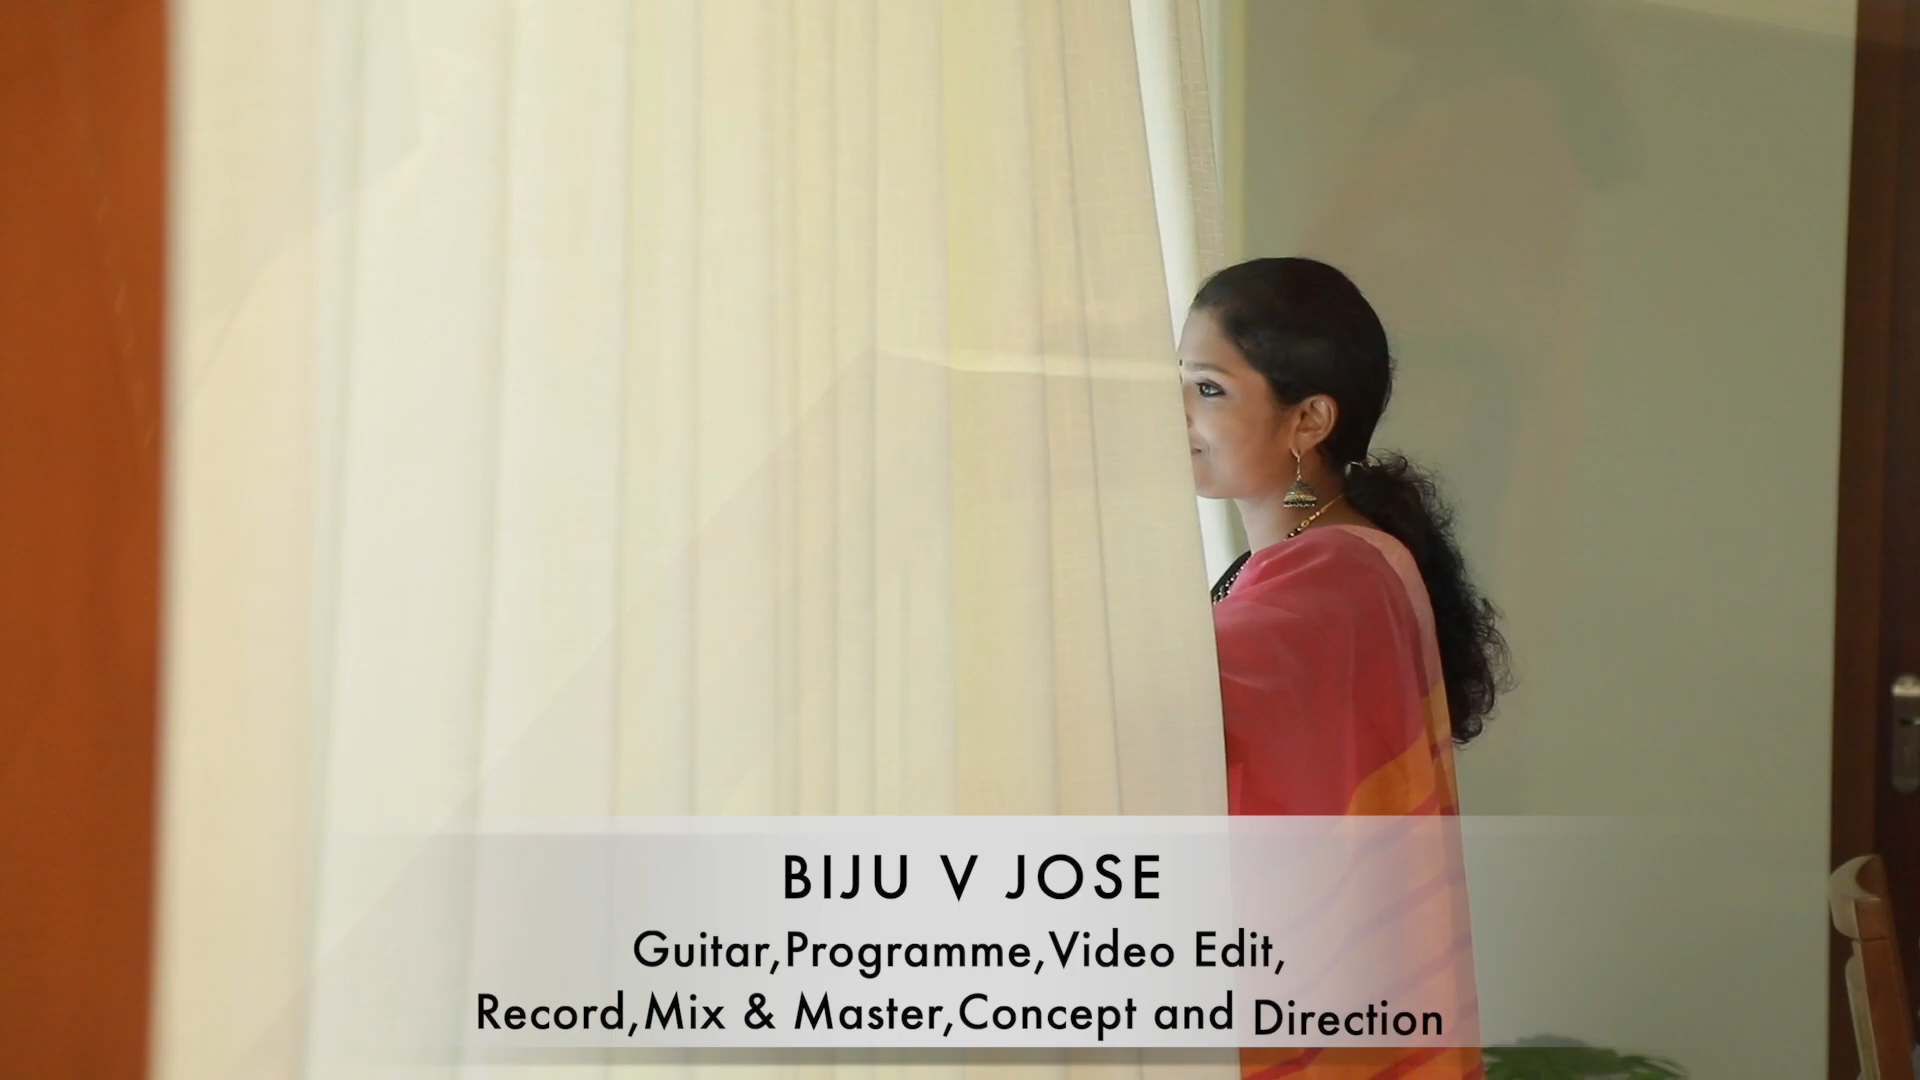 BIJU V JOSE
Guitar,Programme,Video Edit,
Record,Mix & Master,Concept and Direction